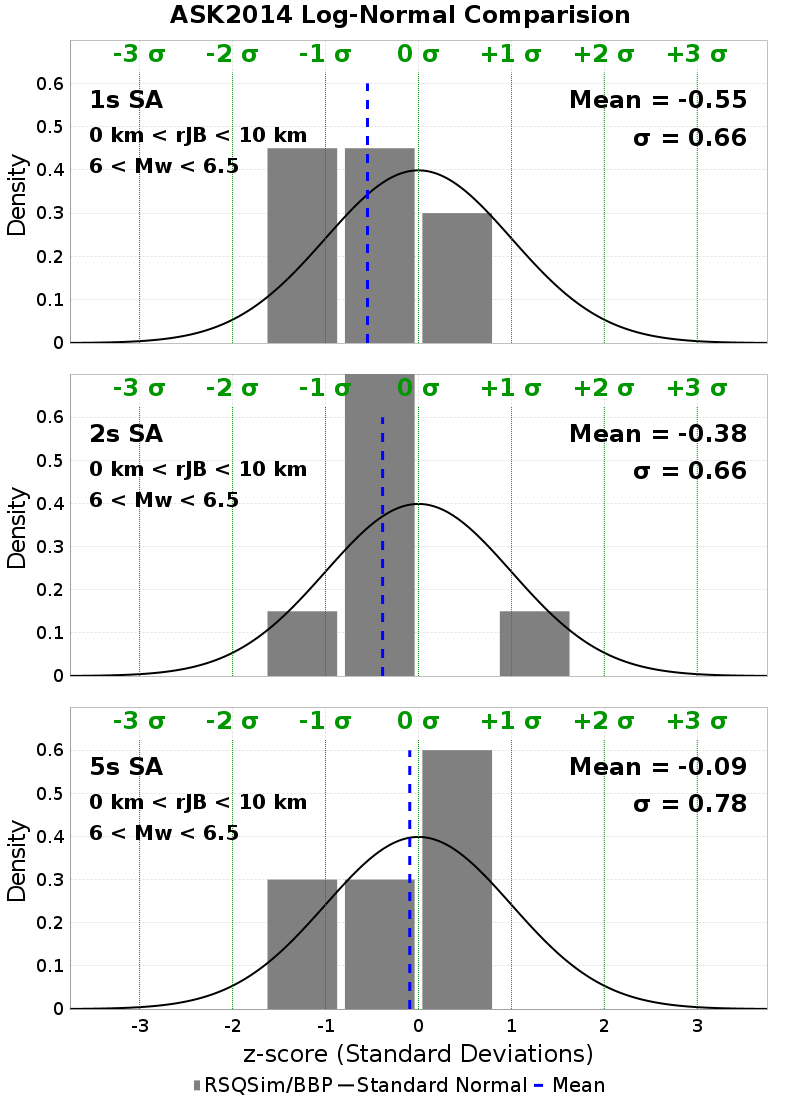 ASK2014 Log-Normal Comparision
-3 σ -2 σ -1 σ 0 σ +1 σ +2 σ +3 σ
1s SA
0 km < rJB < 10 km
6 < Mw < 6.5
Mean = -0.55
σ = 0.66
0.6
0.5
0.4
0.3
0.2
0.1
0
Density
-3 σ -2 σ -1 σ 0 σ +1 σ +2 σ +3 σ
2s SA
0 km < rJB < 10 km
6 < Mw < 6.5
Mean = -0.38
σ = 0.66
0.6
0.5
0.4
0.3
0.2
0.1
0
Density
-3 σ -2 σ -1 σ 0 σ +1 σ +2 σ +3 σ
5s SA
0 km < rJB < 10 km
6 < Mw < 6.5
Mean = -0.09
σ = 0.78
0.6
0.5
0.4
0.3
0.2
0.1
0
Density
-3 -2 -1 0 1 2 3
z-score (Standard Deviations)
RSQSim/BBP Standard Normal Mean